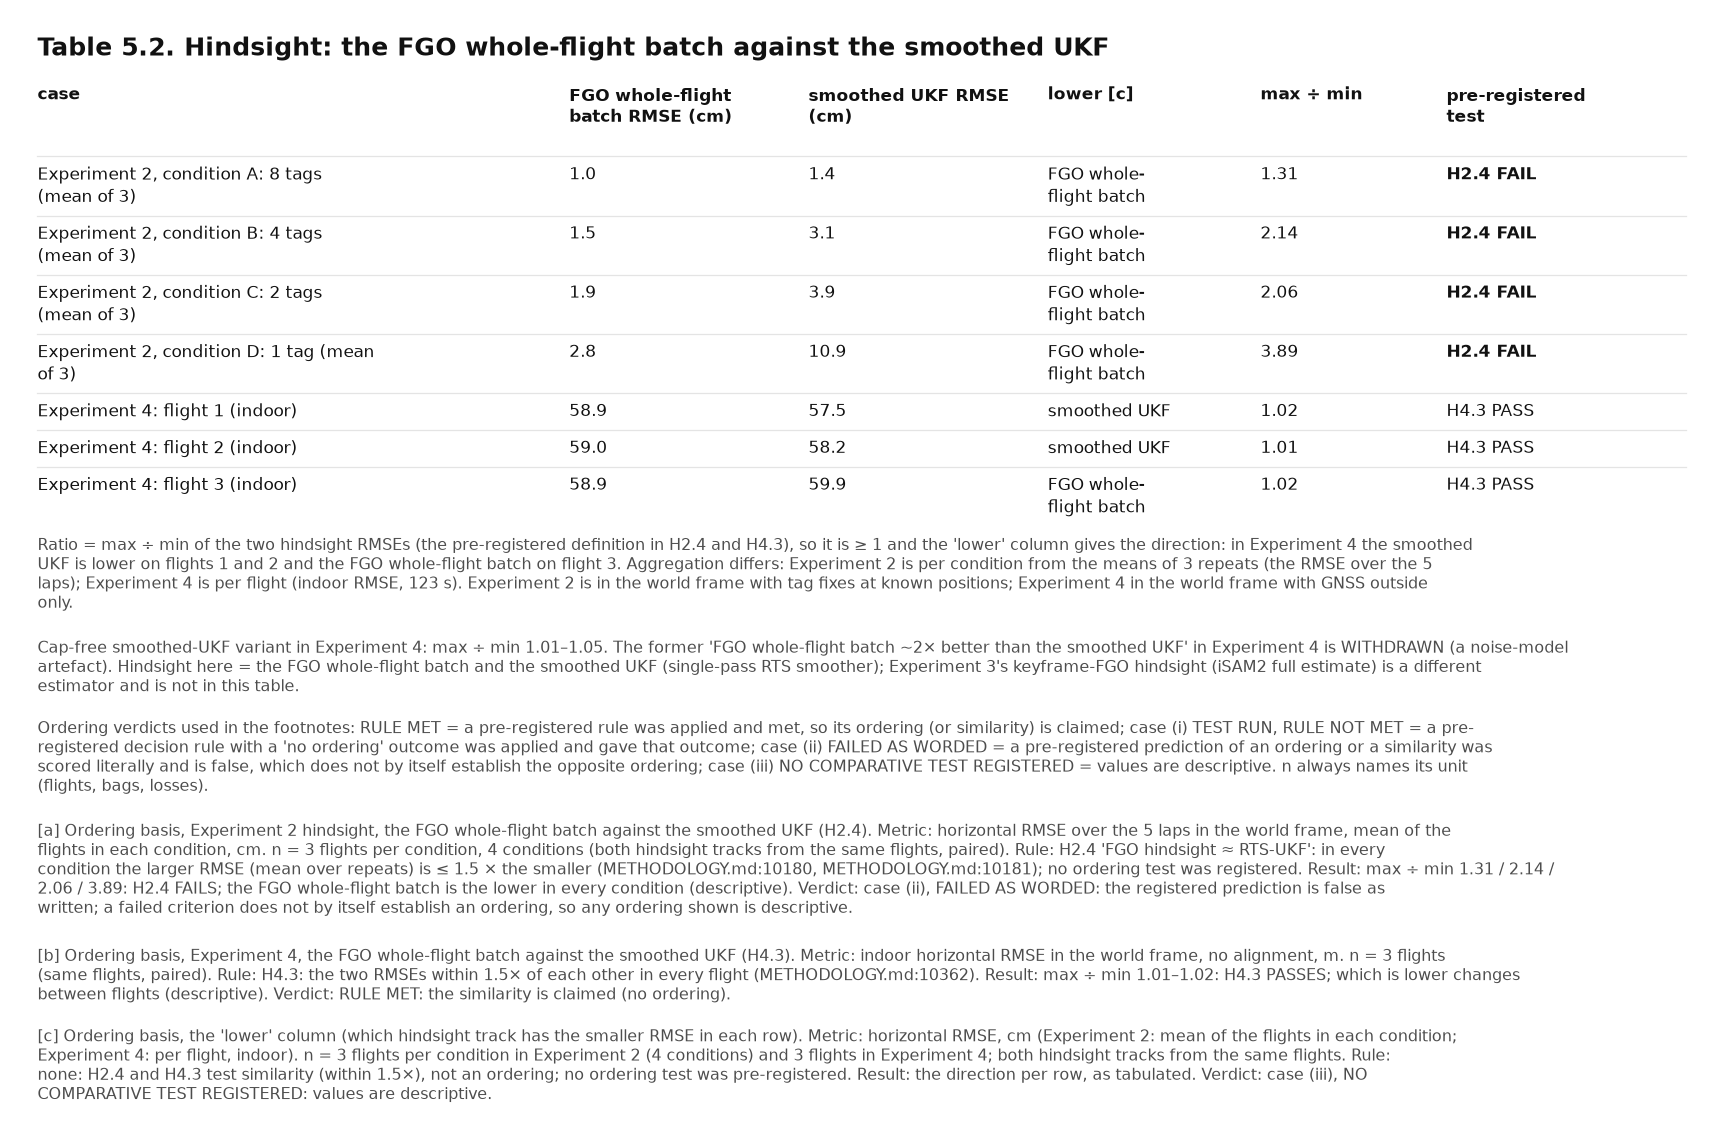 Table 5.2. Hindsight: the FGO whole-flight batch against the smoothed UKF
case
FGO whole-flight
batch RMSE (cm)
smoothed UKF RMSE
(cm)
lower [c]
max ÷ min
pre-registered
test
Experiment 2, condition A: 8 tags
(mean of 3)
1.0
1.4
FGO whole-
flight batch
1.31
H2.4 FAIL
Experiment 2, condition B: 4 tags
(mean of 3)
1.5
3.1
FGO whole-
flight batch
2.14
H2.4 FAIL
Experiment 2, condition C: 2 tags
(mean of 3)
1.9
3.9
FGO whole-
flight batch
2.06
H2.4 FAIL
Experiment 2, condition D: 1 tag (mean
of 3)
2.8
10.9
FGO whole-
flight batch
3.89
H2.4 FAIL
Experiment 4: flight 1 (indoor)
58.9
57.5
smoothed UKF
1.02
H4.3 PASS
Experiment 4: flight 2 (indoor)
59.0
58.2
smoothed UKF
1.01
H4.3 PASS
Experiment 4: flight 3 (indoor)
58.9
59.9
FGO whole-
flight batch
1.02
H4.3 PASS
Ratio = max ÷ min of the two hindsight RMSEs (the pre-registered definition in H2.4 and H4.3), so it is ≥ 1 and the 'lower' column gives the direction: in Experiment 4 the smoothed
UKF is lower on flights 1 and 2 and the FGO whole-flight batch on flight 3. Aggregation differs: Experiment 2 is per condition from the means of 3 repeats (the RMSE over the 5
laps); Experiment 4 is per flight (indoor RMSE, 123 s). Experiment 2 is in the world frame with tag fixes at known positions; Experiment 4 in the world frame with GNSS outside
only.
Cap-free smoothed-UKF variant in Experiment 4: max ÷ min 1.01–1.05. The former 'FGO whole-flight batch ~2× better than the smoothed UKF' in Experiment 4 is WITHDRAWN (a noise-model
artefact). Hindsight here = the FGO whole-flight batch and the smoothed UKF (single-pass RTS smoother); Experiment 3's keyframe-FGO hindsight (iSAM2 full estimate) is a different
estimator and is not in this table.
Ordering verdicts used in the footnotes: RULE MET = a pre-registered rule was applied and met, so its ordering (or similarity) is claimed; case (i) TEST RUN, RULE NOT MET = a pre-
registered decision rule with a 'no ordering' outcome was applied and gave that outcome; case (ii) FAILED AS WORDED = a pre-registered prediction of an ordering or a similarity was
scored literally and is false, which does not by itself establish the opposite ordering; case (iii) NO COMPARATIVE TEST REGISTERED = values are descriptive. n always names its unit
(flights, bags, losses).
[a] Ordering basis, Experiment 2 hindsight, the FGO whole-flight batch against the smoothed UKF (H2.4). Metric: horizontal RMSE over the 5 laps in the world frame, mean of the
flights in each condition, cm. n = 3 flights per condition, 4 conditions (both hindsight tracks from the same flights, paired). Rule: H2.4 'FGO hindsight ≈ RTS-UKF': in every
condition the larger RMSE (mean over repeats) is ≤ 1.5 × the smaller (METHODOLOGY.md:10180, METHODOLOGY.md:10181); no ordering test was registered. Result: max ÷ min 1.31 / 2.14 /
2.06 / 3.89: H2.4 FAILS; the FGO whole-flight batch is the lower in every condition (descriptive). Verdict: case (ii), FAILED AS WORDED: the registered prediction is false as
written; a failed criterion does not by itself establish an ordering, so any ordering shown is descriptive.
[b] Ordering basis, Experiment 4, the FGO whole-flight batch against the smoothed UKF (H4.3). Metric: indoor horizontal RMSE in the world frame, no alignment, m. n = 3 flights
(same flights, paired). Rule: H4.3: the two RMSEs within 1.5× of each other in every flight (METHODOLOGY.md:10362). Result: max ÷ min 1.01–1.02: H4.3 PASSES; which is lower changes
between flights (descriptive). Verdict: RULE MET: the similarity is claimed (no ordering).
[c] Ordering basis, the 'lower' column (which hindsight track has the smaller RMSE in each row). Metric: horizontal RMSE, cm (Experiment 2: mean of the flights in each condition;
Experiment 4: per flight, indoor). n = 3 flights per condition in Experiment 2 (4 conditions) and 3 flights in Experiment 4; both hindsight tracks from the same flights. Rule:
none: H2.4 and H4.3 test similarity (within 1.5×), not an ordering; no ordering test was pre-registered. Result: the direction per row, as tabulated. Verdict: case (iii), NO
COMPARATIVE TEST REGISTERED: values are descriptive.